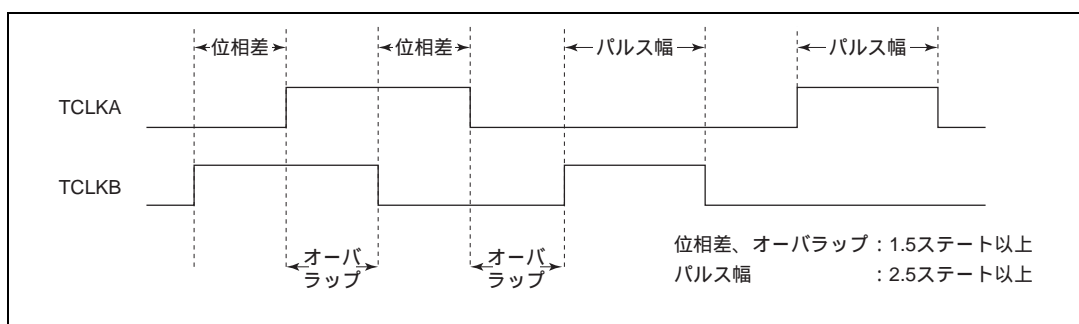 位相差 位相差 パルス幅 パルス幅
TCLKA
TCLKB
オーバ オーバ
ラップ ラップ
位相差、オーバラップ：1.5ステート以上
パルス幅　　　　　　：2.5ステート以上